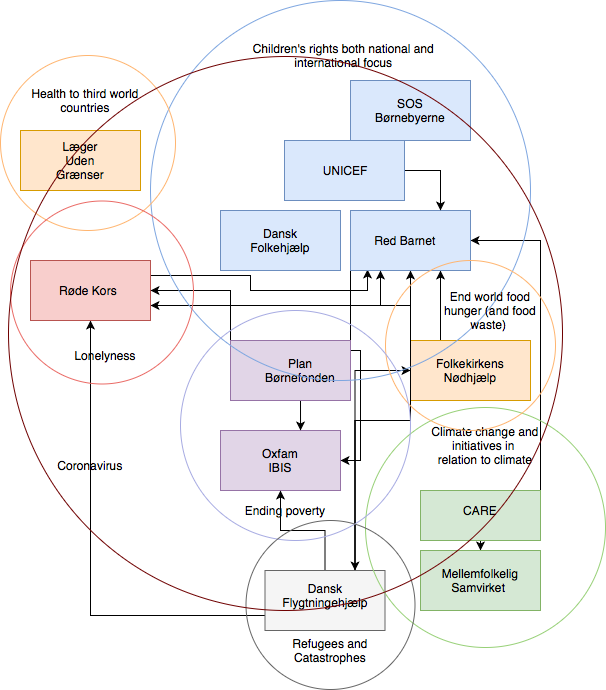 Children's rights both national and
international focus
Health to third world
countries
SOS
Børnebyerne
Læger
Uden
Grænser
UNICEF
Dansk
Folkehjælp
Red Barnet
Røde Kors
End world food
hunger (and food
waste)
Lonelyness
Plan
Børnefonden
Folkekirkens
Nødhjælp
Climate change and
initiatives in
relation to climate
Oxfam
IBIS
Coronavirus
Ending poverty
CARE
Mellemfolkelig
Samvirket
Dansk
Flygtningehjælp
Refugees and
Catastrophes